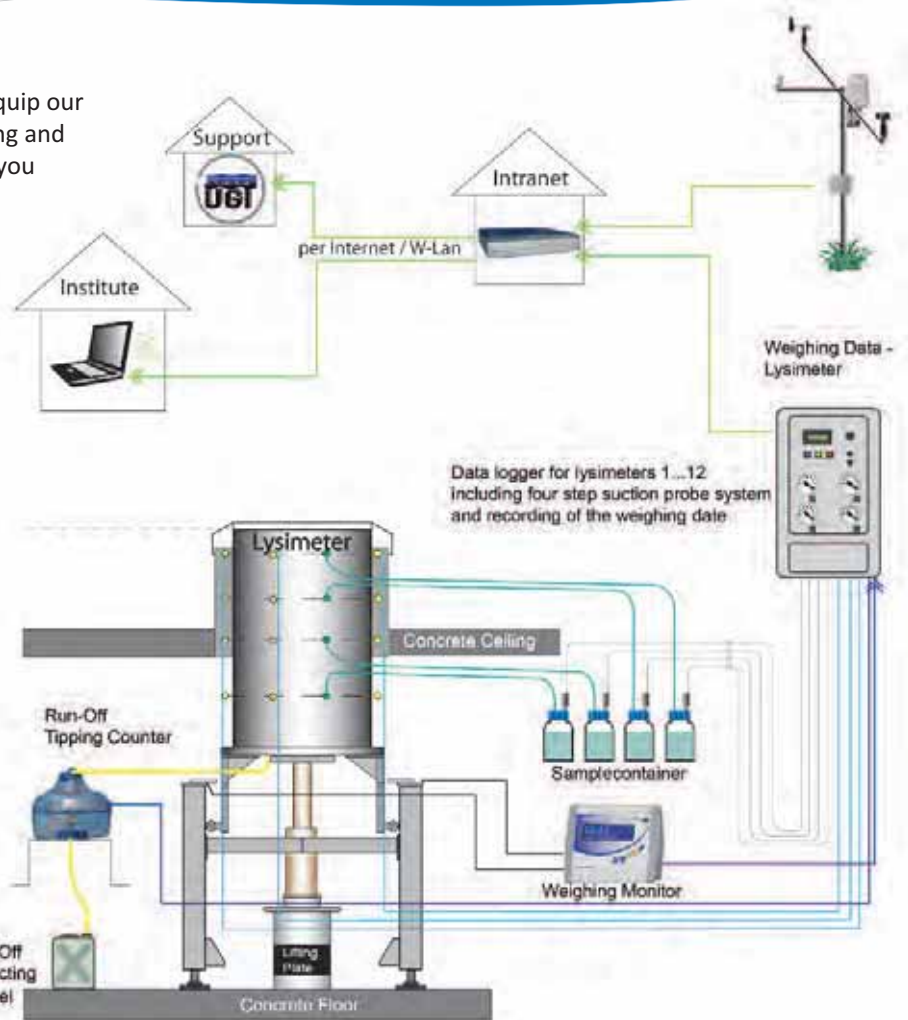 quip our
ng and
you
Support
UGT
Intranet
per Internet / W-Lan
Institute
Weighing Data -
Lysimeter
Data logger for lysimeters 1...12
including four step suction probe system
and recording of the weighing date
Lysimeter
Concrete Ceiling
Run-Off
Tipping Counter
Samplecontainer
Weighing Monitor
Off
cting
el
Lifting
Plate
Concrete Floor